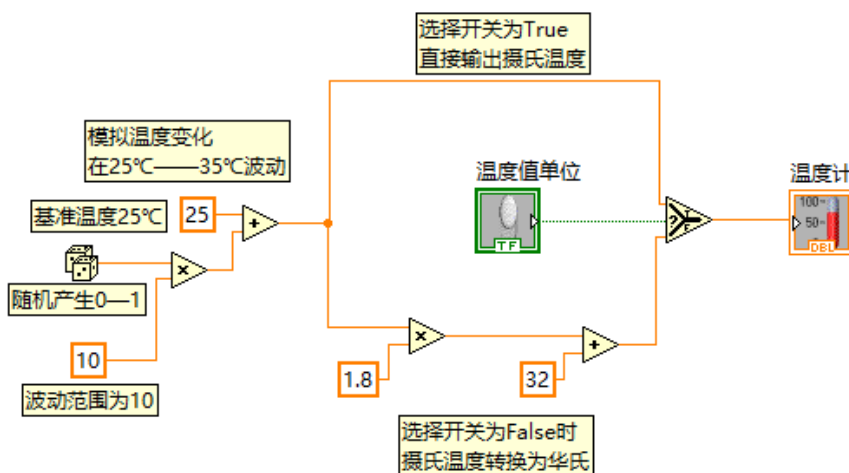 选择开关为True
直接输出摄氏温度
模拟温度变化
在25℃——35℃波动
温度值单位
温度计
基准温度25℃
25
+
?
T
F
100
50
TF
DBL
×
随机产生0—1
10
波动范围为10
×
1.8
+
32
选择开关为False时
摄氏温度转换为华氏